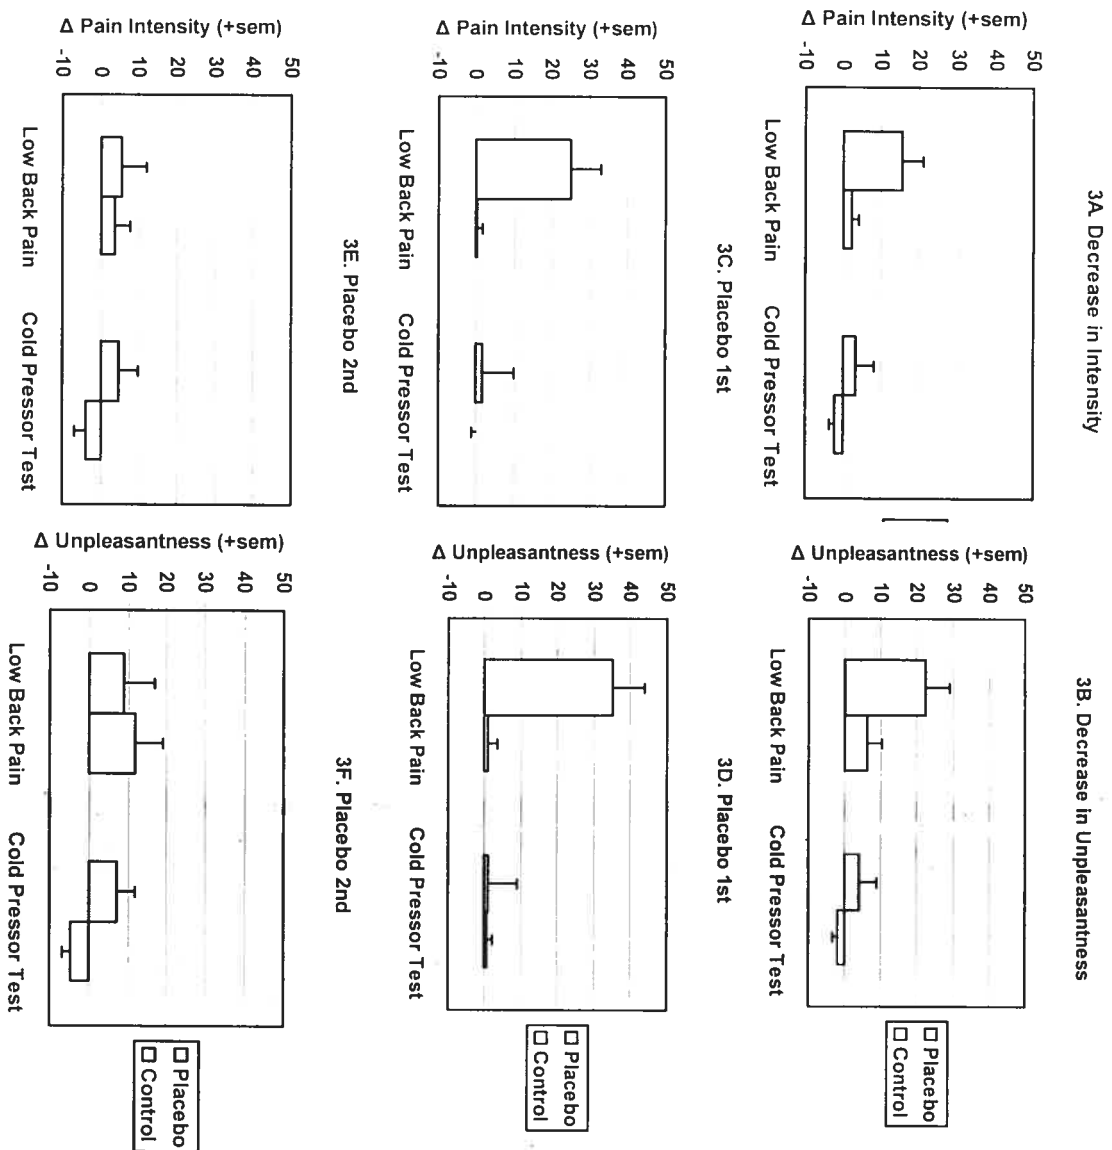 3A. Decrease in Intensity
Δ Pain Intensity (+sem)
50
40
30
20
10
0
-10
Low Back Pain
Cold Pressor Test
3B. Decrease in Unpleasantness
Δ Unpleasantness (+sem)
50
40
30
20
10
0
-10
Low Back Pain
Cold Pressor Test
Placebo
Control
3C. Placebo 1st
Δ Pain Intensity (+sem)
50
40
30
20
10
0
-10
Low Back Pain
Cold Pressor Test
3D. Placebo 1st
Δ Unpleasantness (+sem)
50
40
30
20
10
0
-10
Low Back Pain
Cold Pressor Test
Placebo
Control
3E. Placebo 2nd
Δ Pain Intensity (+sem)
50
40
30
20
10
0
-10
Low Back Pain
Cold Pressor Test
3F. Placebo 2nd
Δ Unpleasantness (+sem)
50
40
30
20
10
0
-10
Low Back Pain
Cold Pressor Test
Placebo
Control